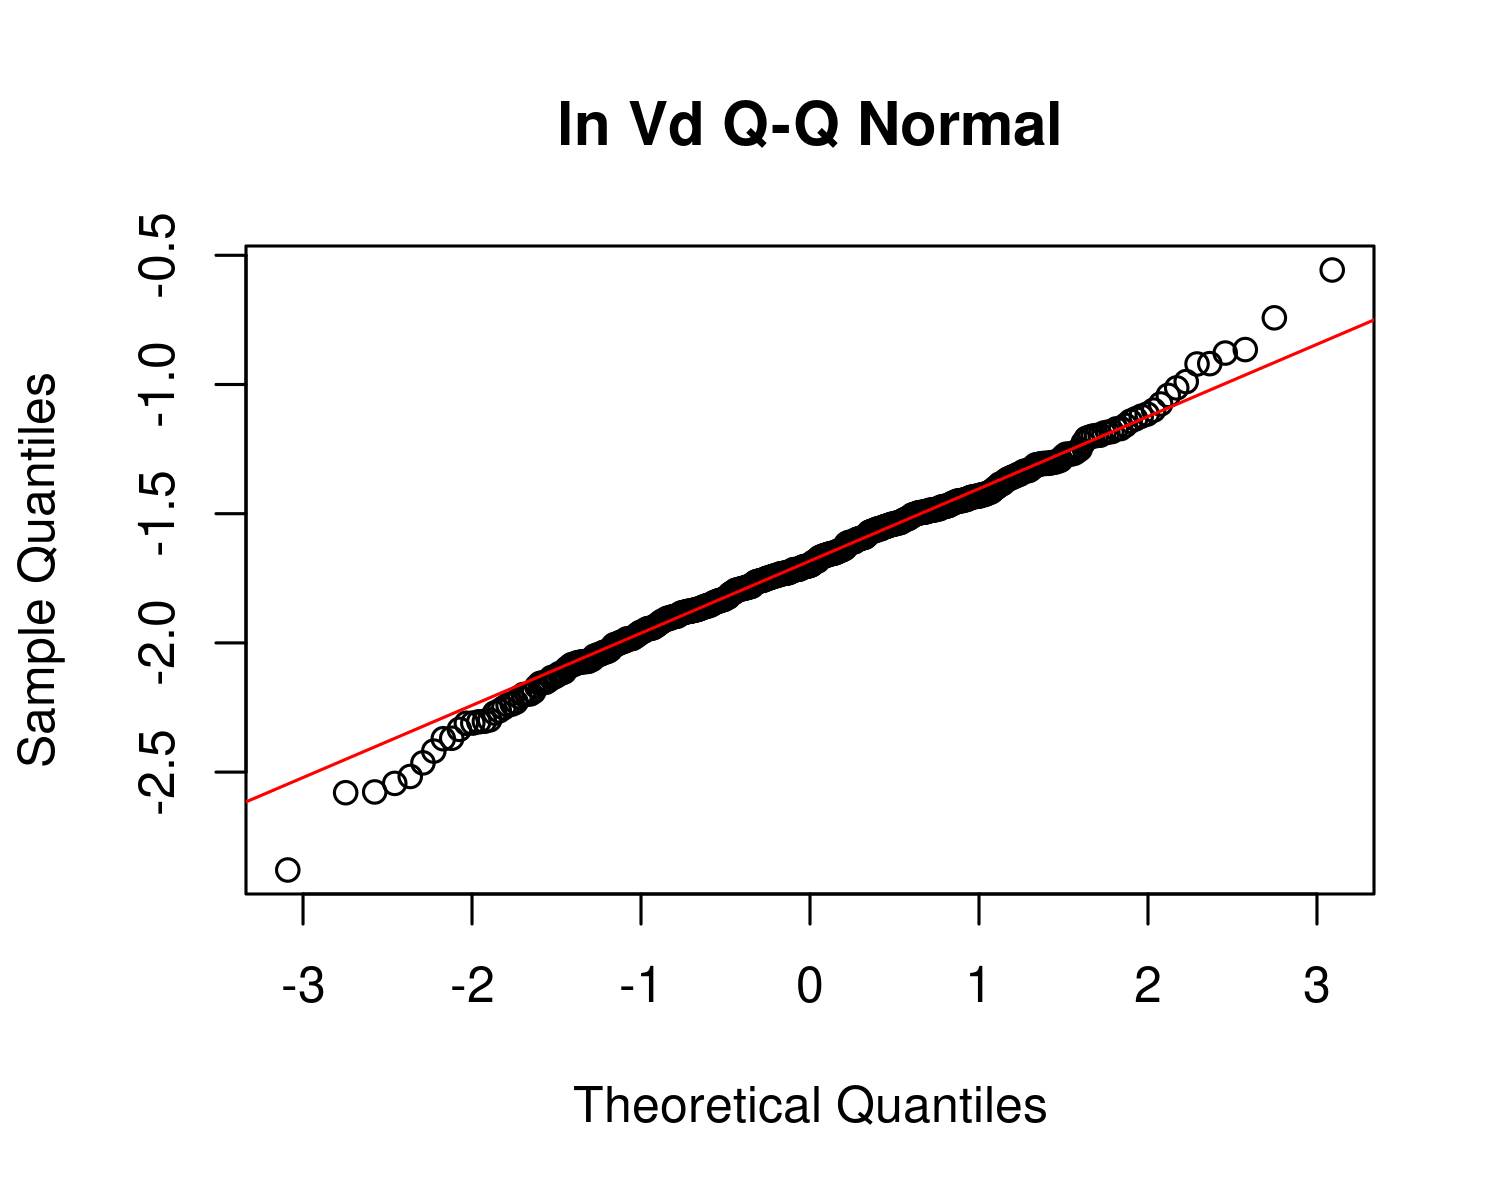 ln Vd Q-Q Normal
Sample Quantiles
-0.5
-1.0
-1.5
-2.0
-2.5
-3 -2 -1 0 1 2 3
Theoretical Quantiles